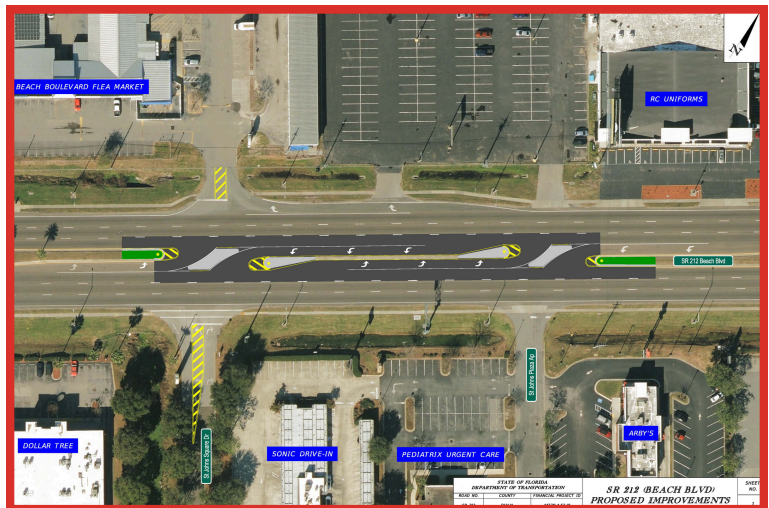 Z
BEACH BOULEVARD FLEA MARKET
RC UNIFORMS
SR 212 Beach Blvd
St Johns Plaza Ap
St Johns Square Dr
DOLLAR TREE
SONIC DRIVE-IN
PEDIATRIX URGENT CARE
ARBY'S
STATE OF FLORIDA
DEPARTMENT OF TRANSPORTATION
ROAD NO. COUNTY FINANCIAL PROJECT ID
SR 212 (BEACH BLVD)
PROPOSED IMPROVEMENTS
SHEET
NO.